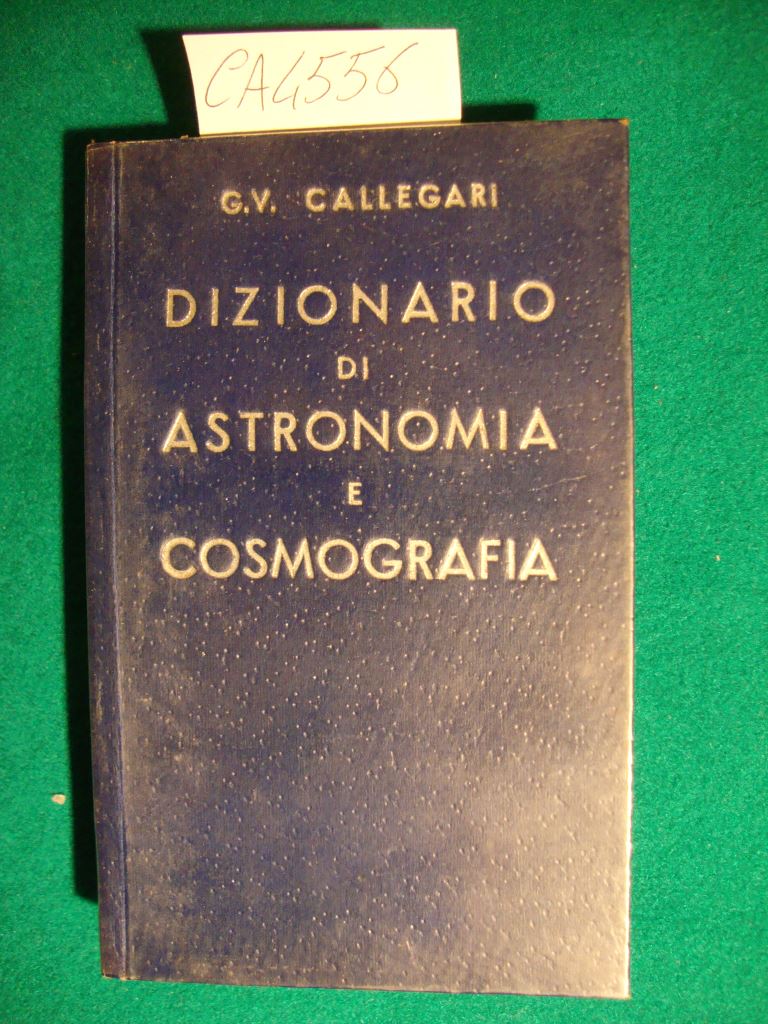 CA4556
G.V. CALLEGARI
DIZIONARIO
DI
ASTRONOMIA
E
COSMOGRAFIA